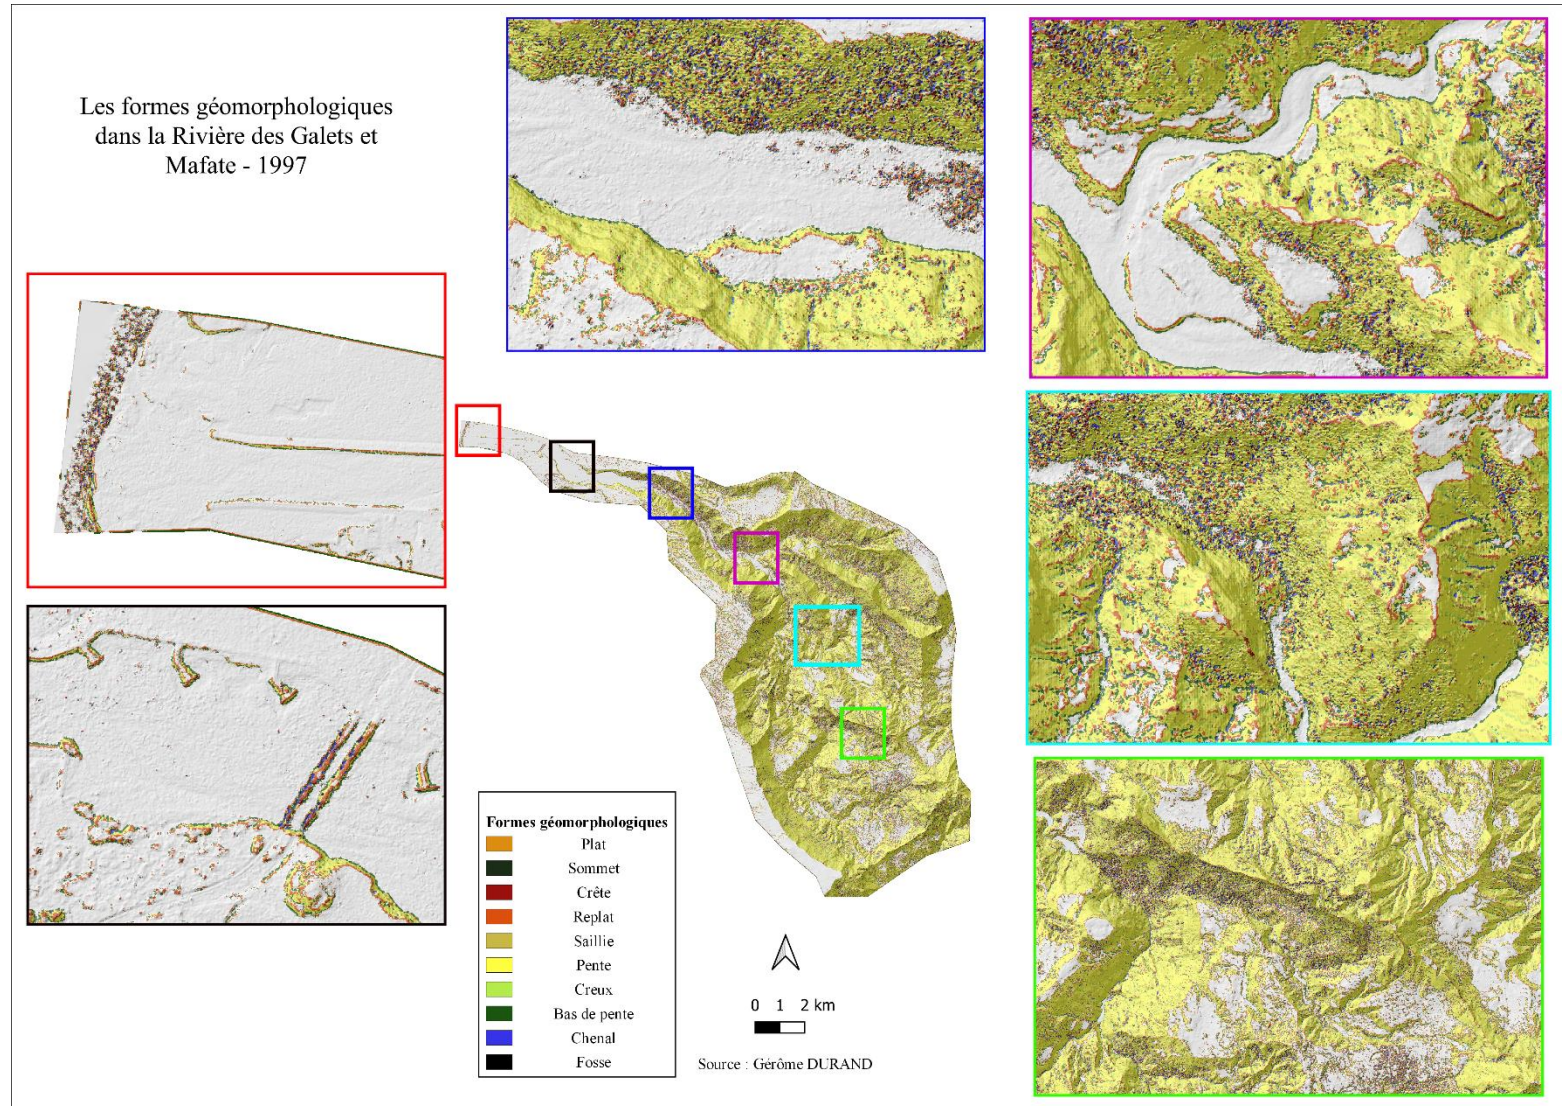 Les formes géomorphologiques
dans la Rivière des Galets et
Mafate - 1997
Formes géomorphologiques
Plat
Sommet
Crête
Replat
Saillie
Pente
Creux
Bas de pente
Chenal
Fosse
0 1 2 km
Source : Gérôme DURAND